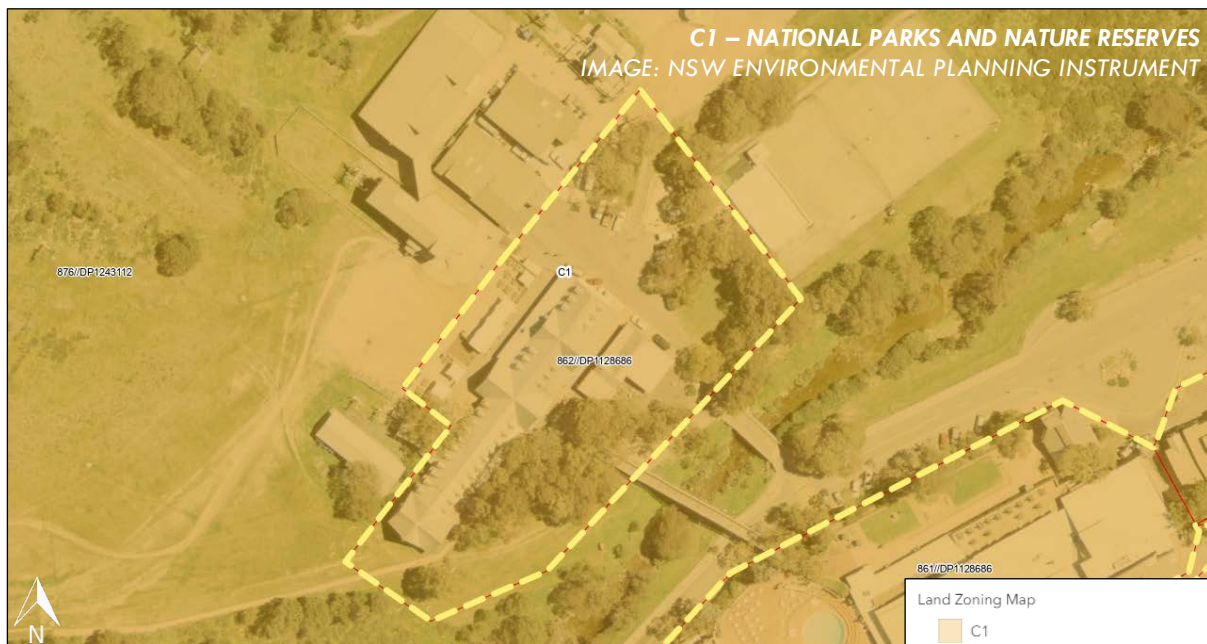 C1 – NATIONAL PARKS AND NATURE RESERVES
IMAGE: NSW ENVIRONMENTAL PLANNING INSTRUMENT
876//DP1243112
C1
862//DP1128686
861//DP1128686
Land Zoning Map
C1
N